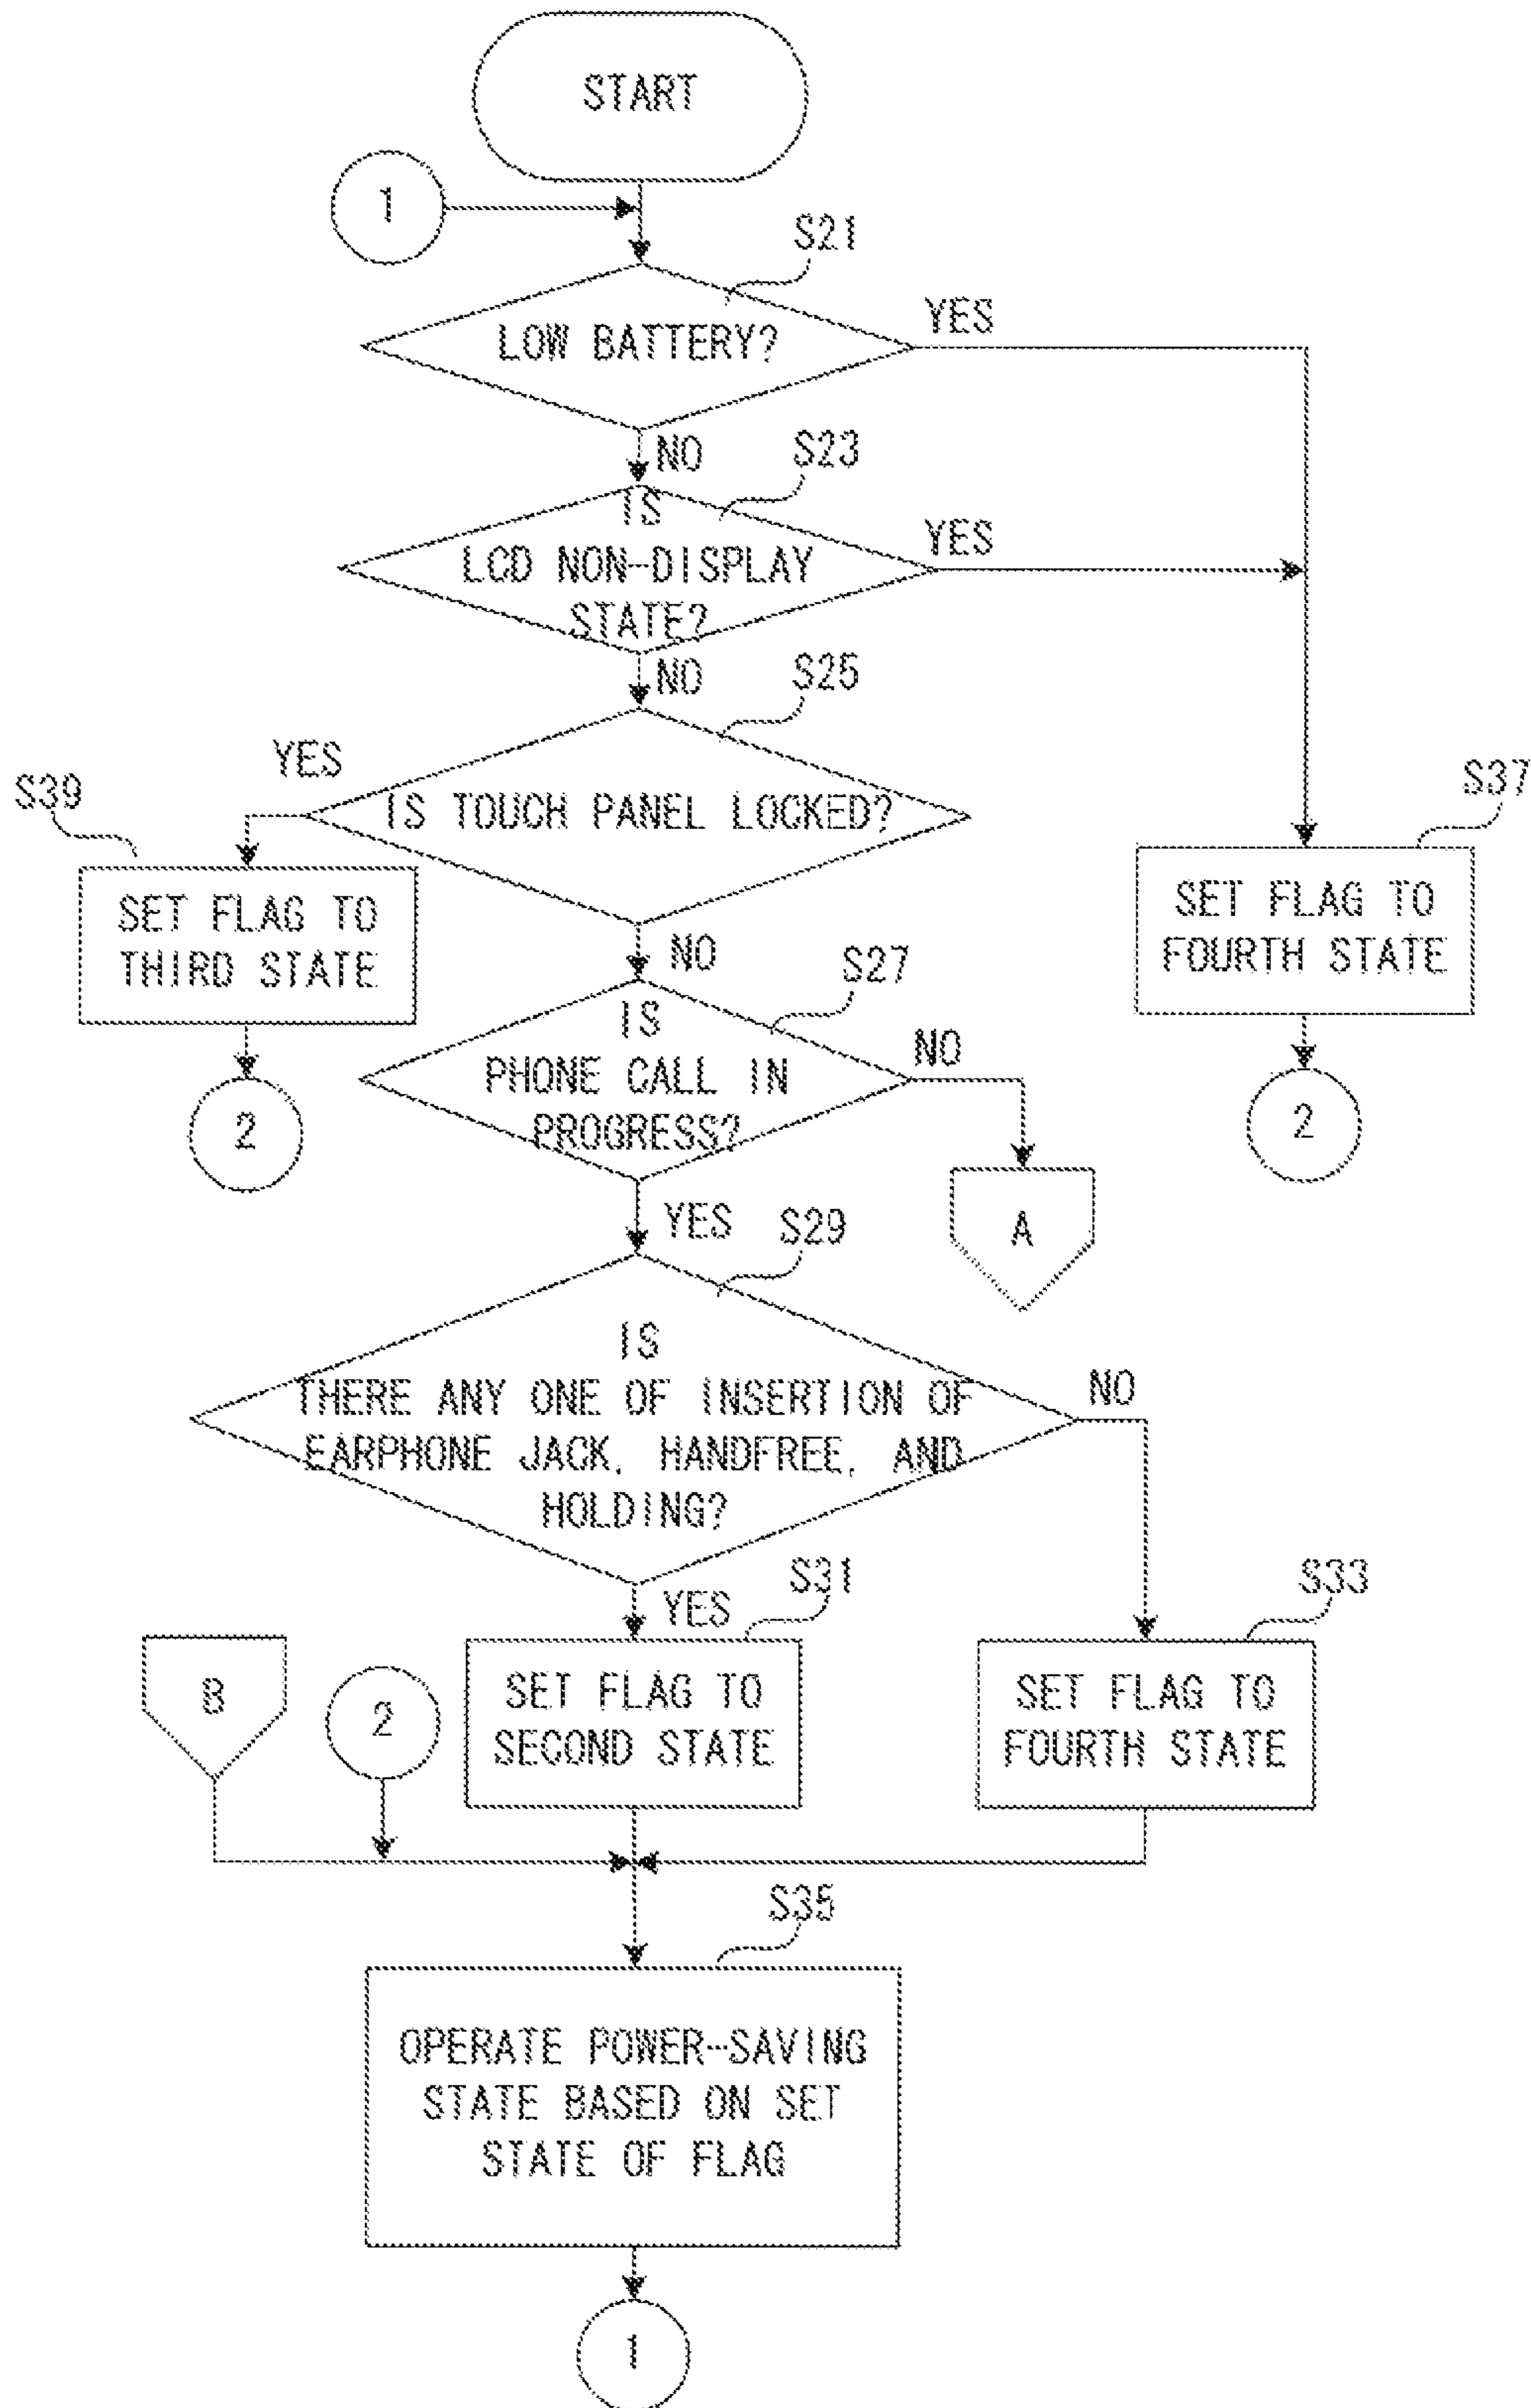 START
1
S21
LOW BATTERY?
YES
NO
S23
IS
LCD NON-DISPLAY
STATE?
YES
NO
S25
YES
IS TOUCH PANEL LOCKED?
S39
S37
SET FLAG TO
THIRD STATE
SET FLAG TO
FOURTH STATE
NO
S27
IS
PHONE CALL IN
PROGRESS?
NO
2
2
A
YES
S29
IS
THERE ANY ONE OF INSERTION OF
EARPHONE JACK, HANDFREE, AND
HOLDING?
NO
YES
S31
S33
B
2
SET FLAG TO
SECOND STATE
SET FLAG TO
FOURTH STATE
S35
OPERATE POWER-SAVING
STATE BASED ON SET
STATE OF FLAG
1